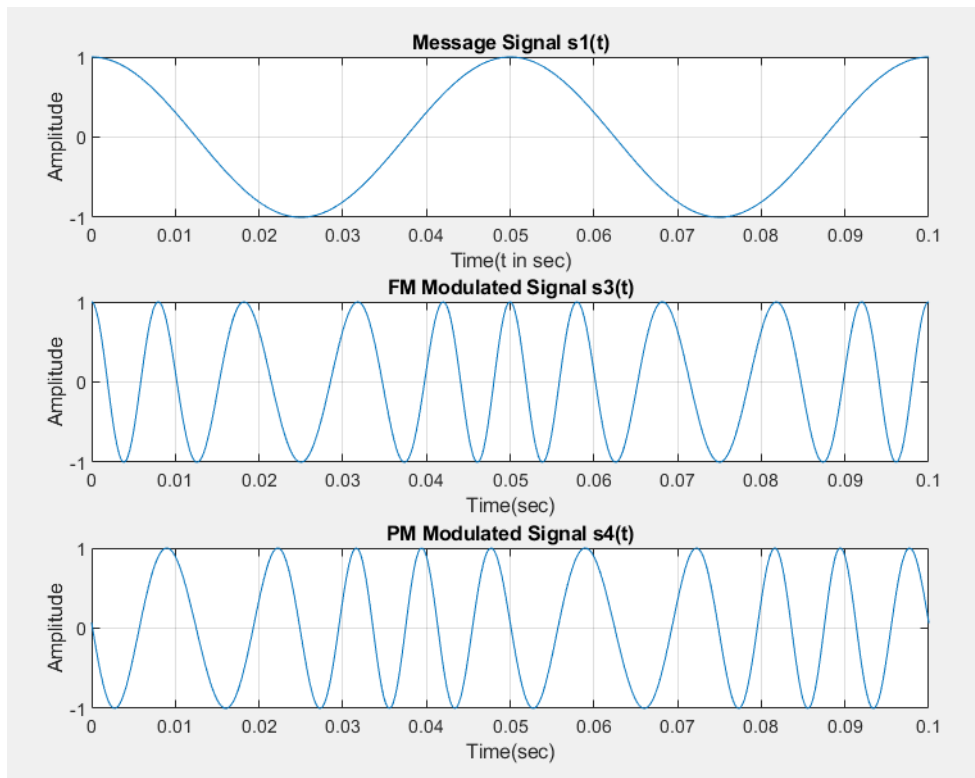 Message Signal s1(t)
1
0
-1
Amplitude
0 0.01 0.02 0.03 0.04 0.05 0.06 0.07 0.08 0.09 0.1
Time(t in sec)
FM Modulated Signal s3(t)
1
0
-1
Amplitude
0 0.01 0.02 0.03 0.04 0.05 0.06 0.07 0.08 0.09 0.1
Time(sec)
PM Modulated Signal s4(t)
1
0
-1
Amplitude
0 0.01 0.02 0.03 0.04 0.05 0.06 0.07 0.08 0.09 0.1
Time(sec)